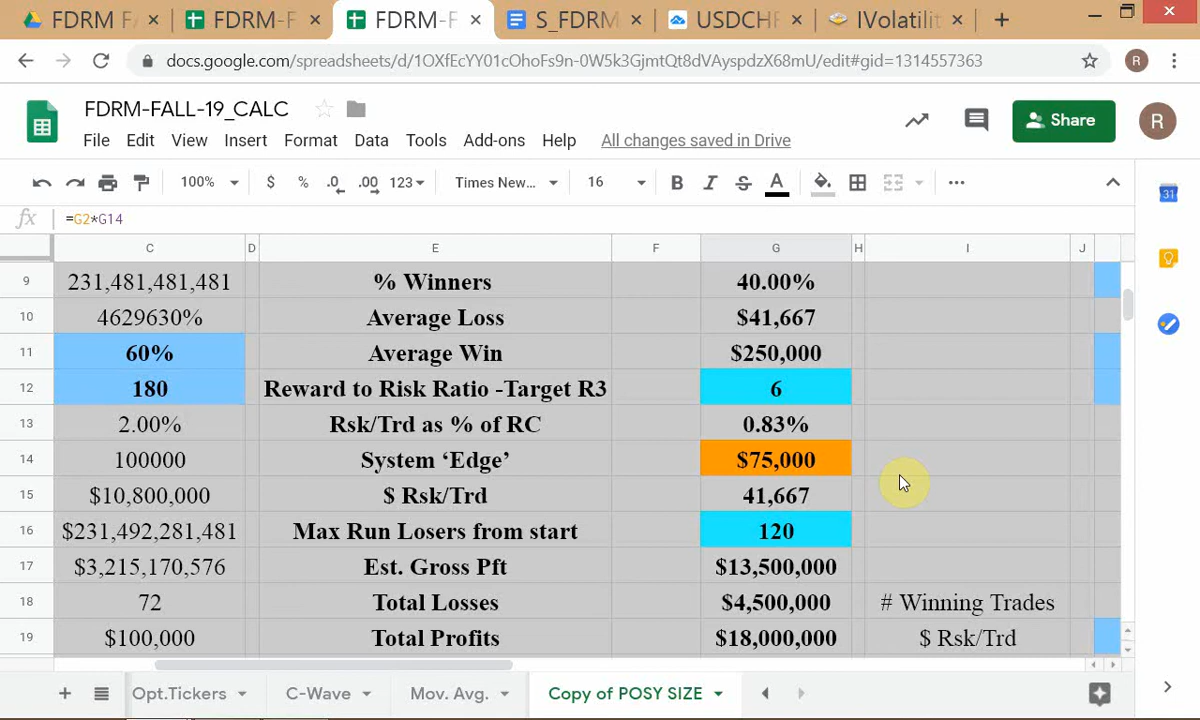 FDRM F
FDRM-F
FDRM-F
S_FDRM
USDCHF
IVolatilit
docs.google.com/spreadsheets/d/1OXfEcYY01cOhoFs9n-0W5k3GjmtQt8dVAyspdzX68mU/edit#gid=1314557363
R
FDRM-FALL-19_CALC
Share
R
File Edit View Insert Format Data Tools Add-ons Help All changes saved in Drive
100% $ % .0 .00 123 Times New... 16 B I S A
31
fx =G2*G14
C D E F G H I J
9 231,481,481,481 % Winners 40.00%
10 4629630% Average Loss $41,667
11 60% Average Win $250,000
12 180 Reward to Risk Ratio -Target R3 6
13 2.00% Rsk/Trd as % of RC 0.83%
14 100000 System ‘Edge’ $75,000
15 $10,800,000 $ Rsk/Trd 41,667
16 $231,492,281,481 Max Run Losers from start 120
17 $3,215,170,576 Est. Gross Pft $13,500,000
18 72 Total Losses $4,500,000 # Winning Trades
19 $100,000 Total Profits $18,000,000 $ Rsk/Trd
Opt.Tickers C-Wave Mov. Avg. Copy of POSY SIZE